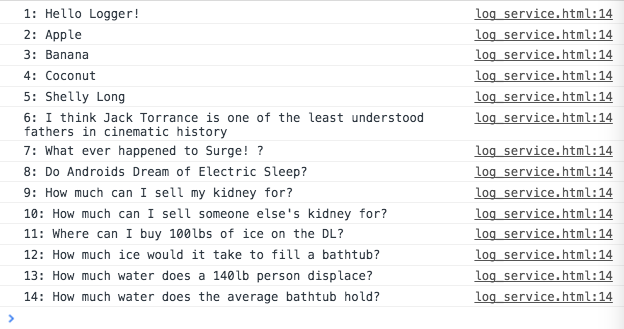 1: Hello Logger! log_service.html:14
2: Apple log_service.html:14
3: Banana log_service.html:14
4: Coconut log_service.html:14
5: Shelly Long log_service.html:14
6: I think Jack Torrance is one of the least understood log_service.html:14
fathers in cinematic history
7: What ever happened to Surge! ? log_service.html:14
8: Do Androids Dream of Electric Sleep? log_service.html:14
9: How much can I sell my kidney for? log_service.html:14
10: How much can I sell someone else's kidney for? log_service.html:14
11: Where can I buy 100lbs of ice on the DL? log_service.html:14
12: How much ice would it take to fill a bathtub? log_service.html:14
13: How much water does a 140lb person displace? log_service.html:14
14: How much water does the average bathtub hold? log_service.html:14